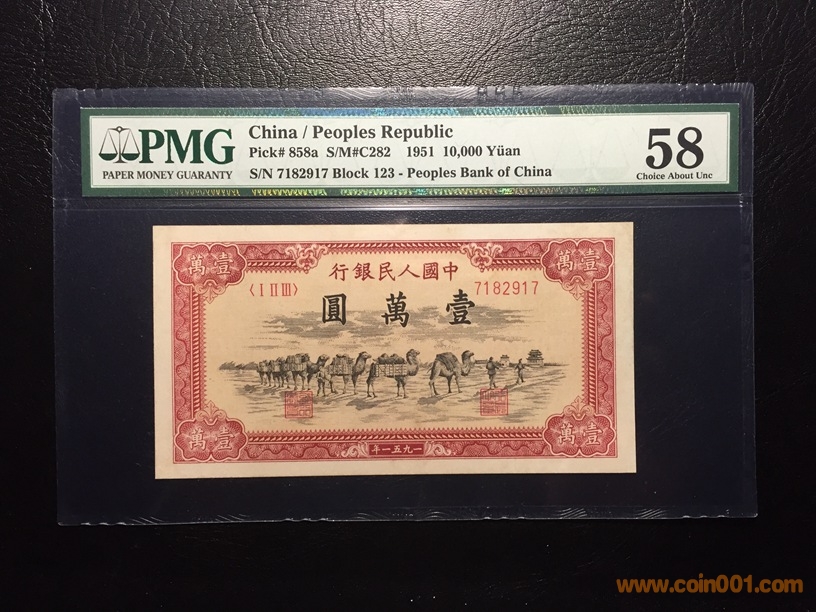 PMG
PAPER MONEY GUARANTY
China / Peoples Republic
Pick# 858a S/M#C282 1951 10,000 Yüan
S/N 7182917 Block 123 - Peoples Bank of China
58
Choice About Unc
萬壹
行銀民人國中
萬壹
〈I II III〉
7182917
圓萬壹
萬壹
年一五九一
萬壹
www.coin001.com